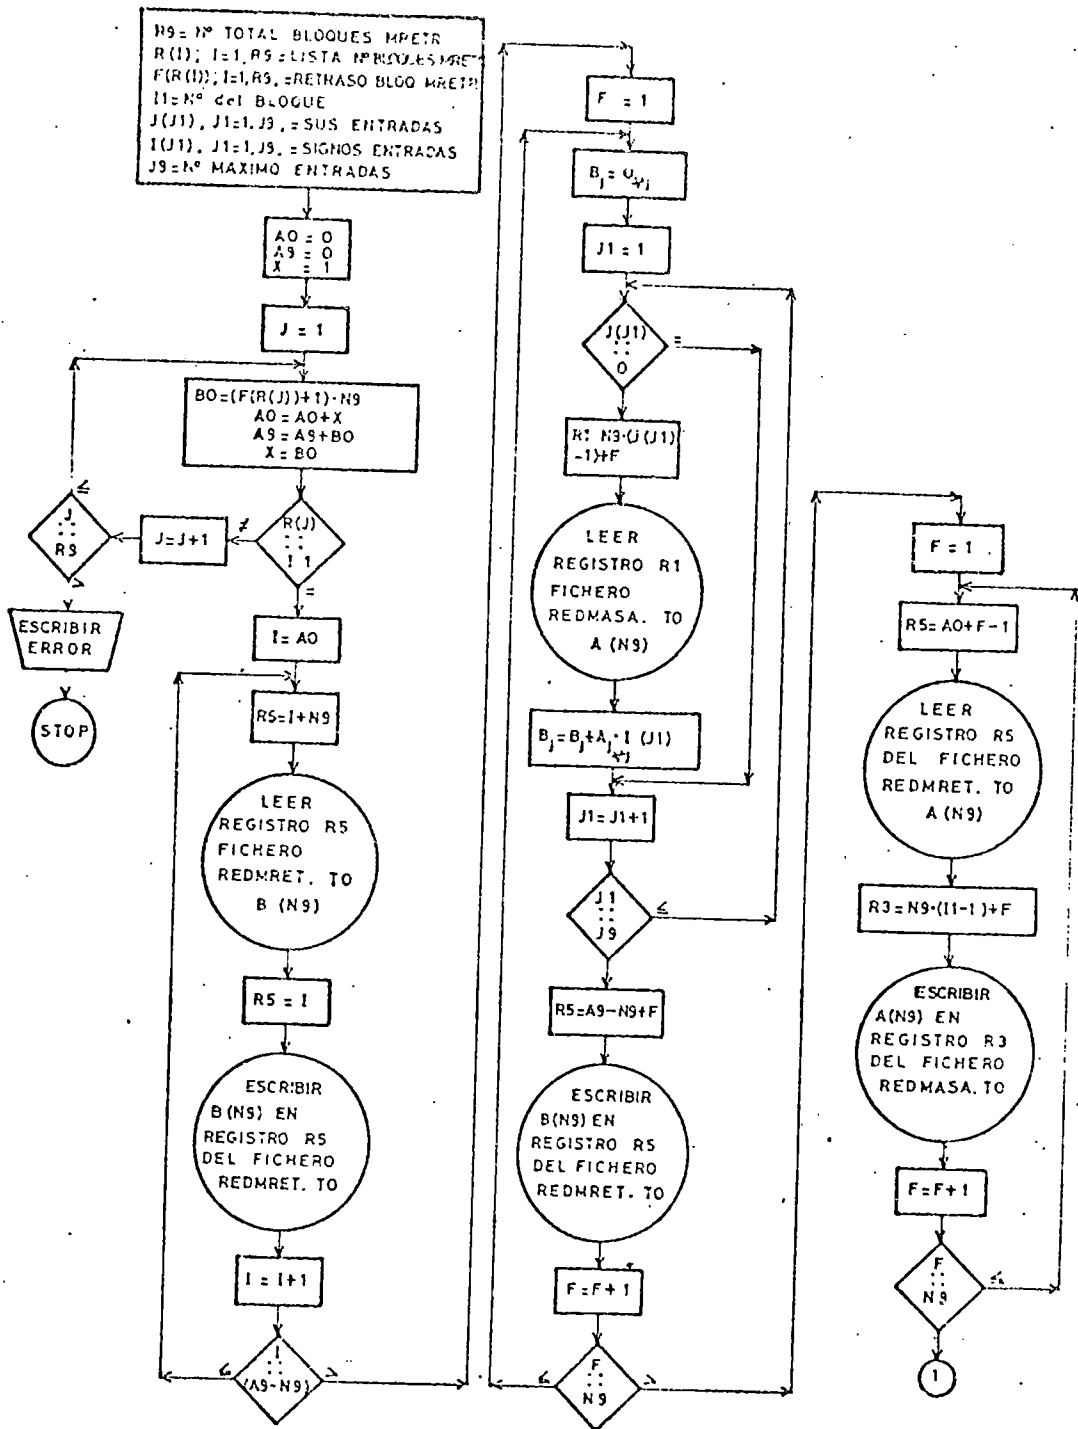 R9= Nº TOTAL BLOQUES MRETR
R(I); I=1,R9,=LISTA Nº BLOQUES MRET
F(R(I)); I=1,R9,=RETRASO BLOQ MRETR
I1=Nº del BLOQUE
J(J1), J1=1,J9,=SUS ENTRADAS
I(J1), J1=1,J9,=SIGNOS ENTRADAS
J9=Nº MAXIMO ENTRADAS
A0 = 0
A9 = 0
X = 1
J = 1
B0=(F(R(J))+1)·N9
A0=A0+X
A9=A9+B0
X=B0
R(J)
::
I1
≠
=
J=J+1
J
::
R9
≤
>
ESCRIBIR
ERROR
STOP
I=A0
R5=I+N9
LEER
REGISTRO R5
FICHERO
REDMRET. TO
B (N9)
R5 = I
ESCRIBIR
B(N9) EN
REGISTRO R5
DEL FICHERO
REDMRET. TO
I = I+1
I
::
(A9-N9)
≤
>
F = 1
J1 = 1
J(J1)
::
0
=
R1 N9·(J(J1)
-1)+F
LEER
REGISTRO R1
FICHERO
REDMASA. TO
A (N9)
J1=J1+1
J1
::
J9
≤
R5=A9-N9+F
ESCRIBIR
B(N9) EN
REGISTRO R5
DEL FICHERO
REDMRET. TO
F=F+1
F
::
N9
≤
>
F = 1
R5=A0+F-1
LEER
REGISTRO R5
DEL FICHERO
REDMRET. TO
A (N9)
R3=N9·(I1-1)+F
ESCRIBIR
A(N9) EN
REGISTRO R3
DEL FICHERO
REDMASA. TO
F=F+1
F
::
N9
≤
1